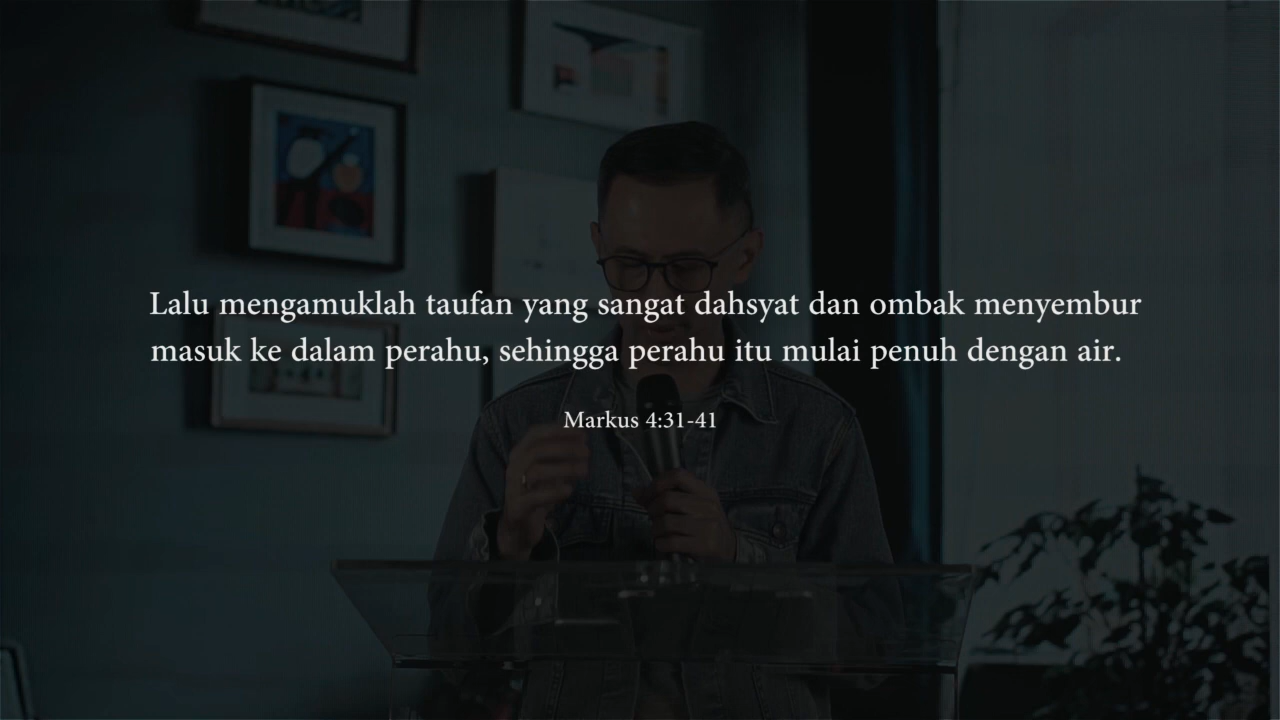 Lalu mengamuklah taufan yang sangat dahsyat dan ombak menyembur
masuk ke dalam perahu, sehingga perahu itu mulai penuh dengan air.
Markus 4:31-41